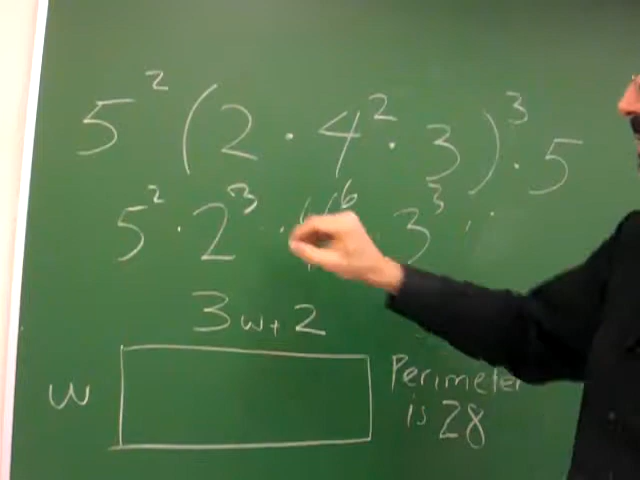 5² (2 · 4² · 3)³ · 5
5² · 2³ · 4⁶ · 3³
3w+2
w
Perimeter
is 28